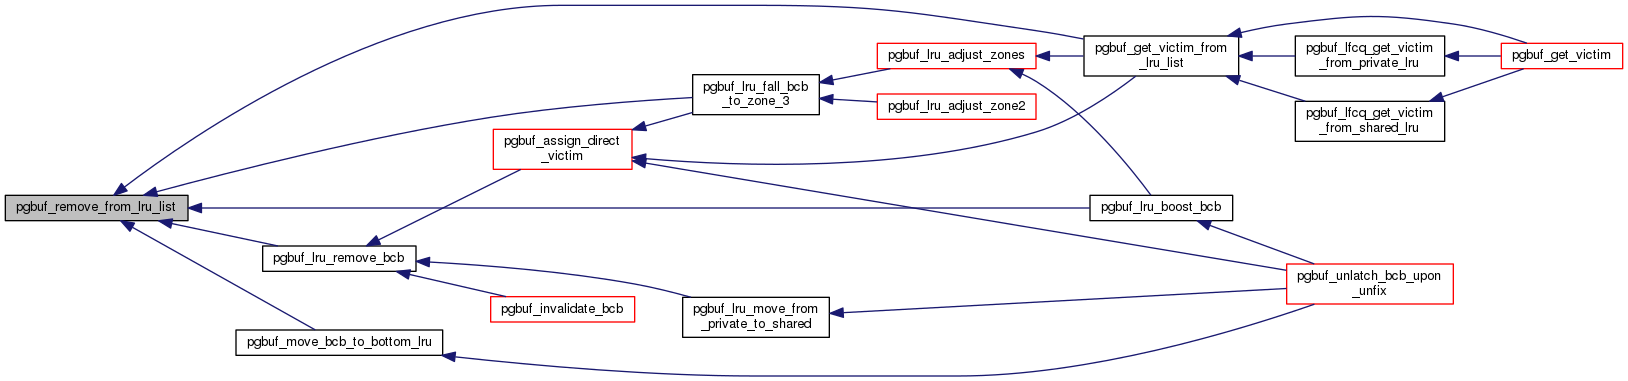 pgbuf_remove_from_lru_list
pgbuf_lru_remove_bcb
pgbuf_move_bcb_to_bottom_lru
pgbuf_assign_direct
_victim
pgbuf_invalidate_bcb
pgbuf_lru_fall_bcb
_to_zone_3
pgbuf_lru_move_from
_private_to_shared
pgbuf_lru_adjust_zones
pgbuf_lru_adjust_zone2
pgbuf_get_victim_from
_lru_list
pgbuf_lru_boost_bcb
pgbuf_lfcq_get_victim
_from_private_lru
pgbuf_lfcq_get_victim
_from_shared_lru
pgbuf_unlatch_bcb_upon
_unfix
pgbuf_get_victim